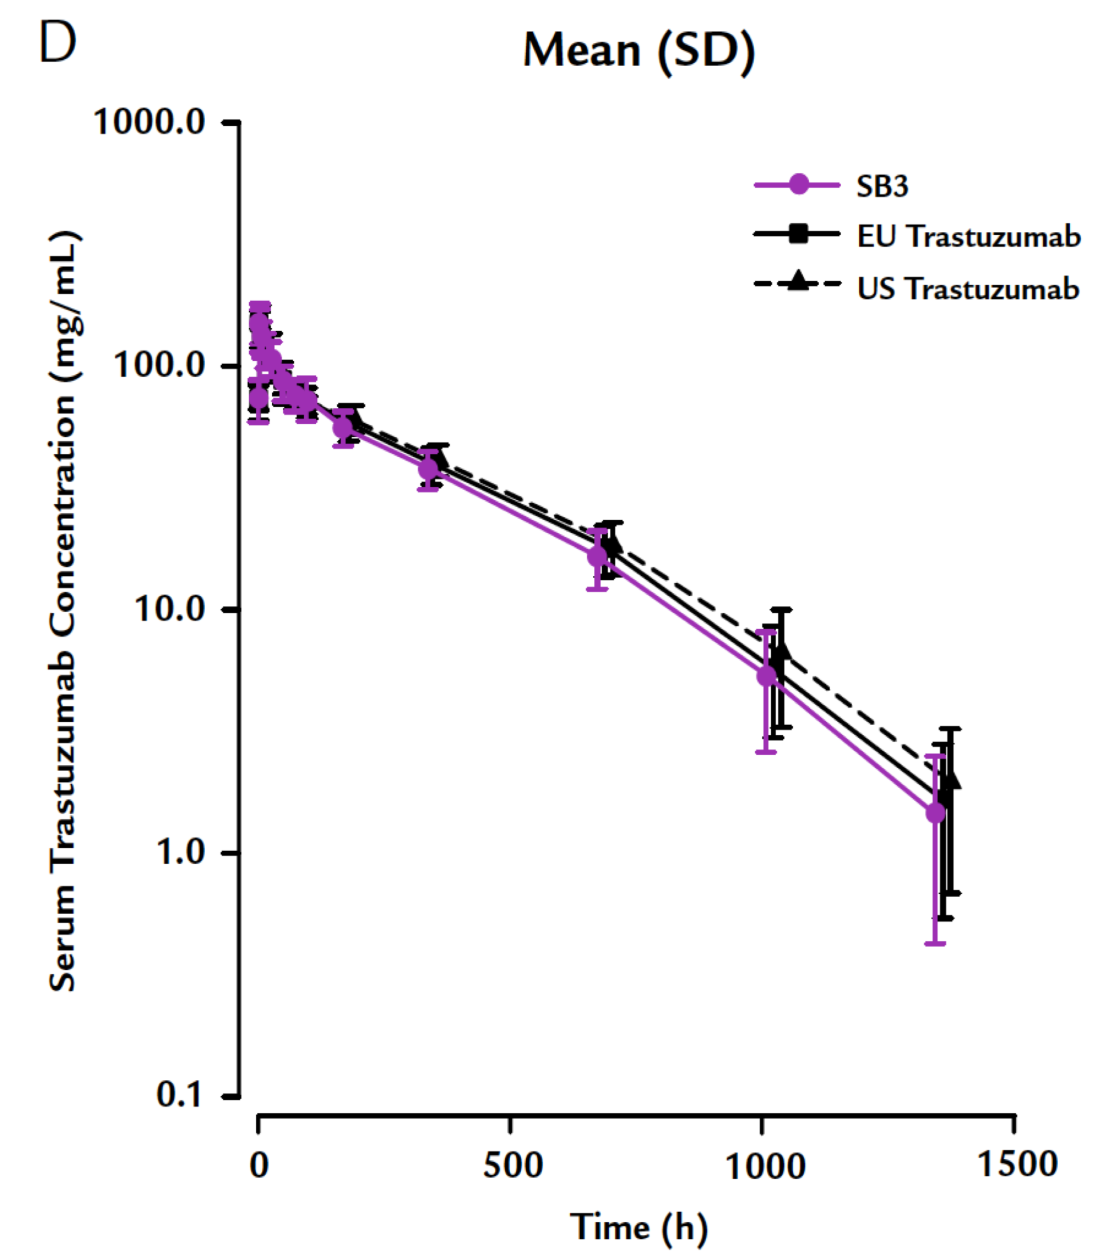 D
Mean (SD)
1000.0
100.0
10.0
1.0
0.1
Serum Trastuzumab Concentration (mg/mL)
SB3
EU Trastuzumab
US Trastuzumab
0 500 1000 1500
Time (h)